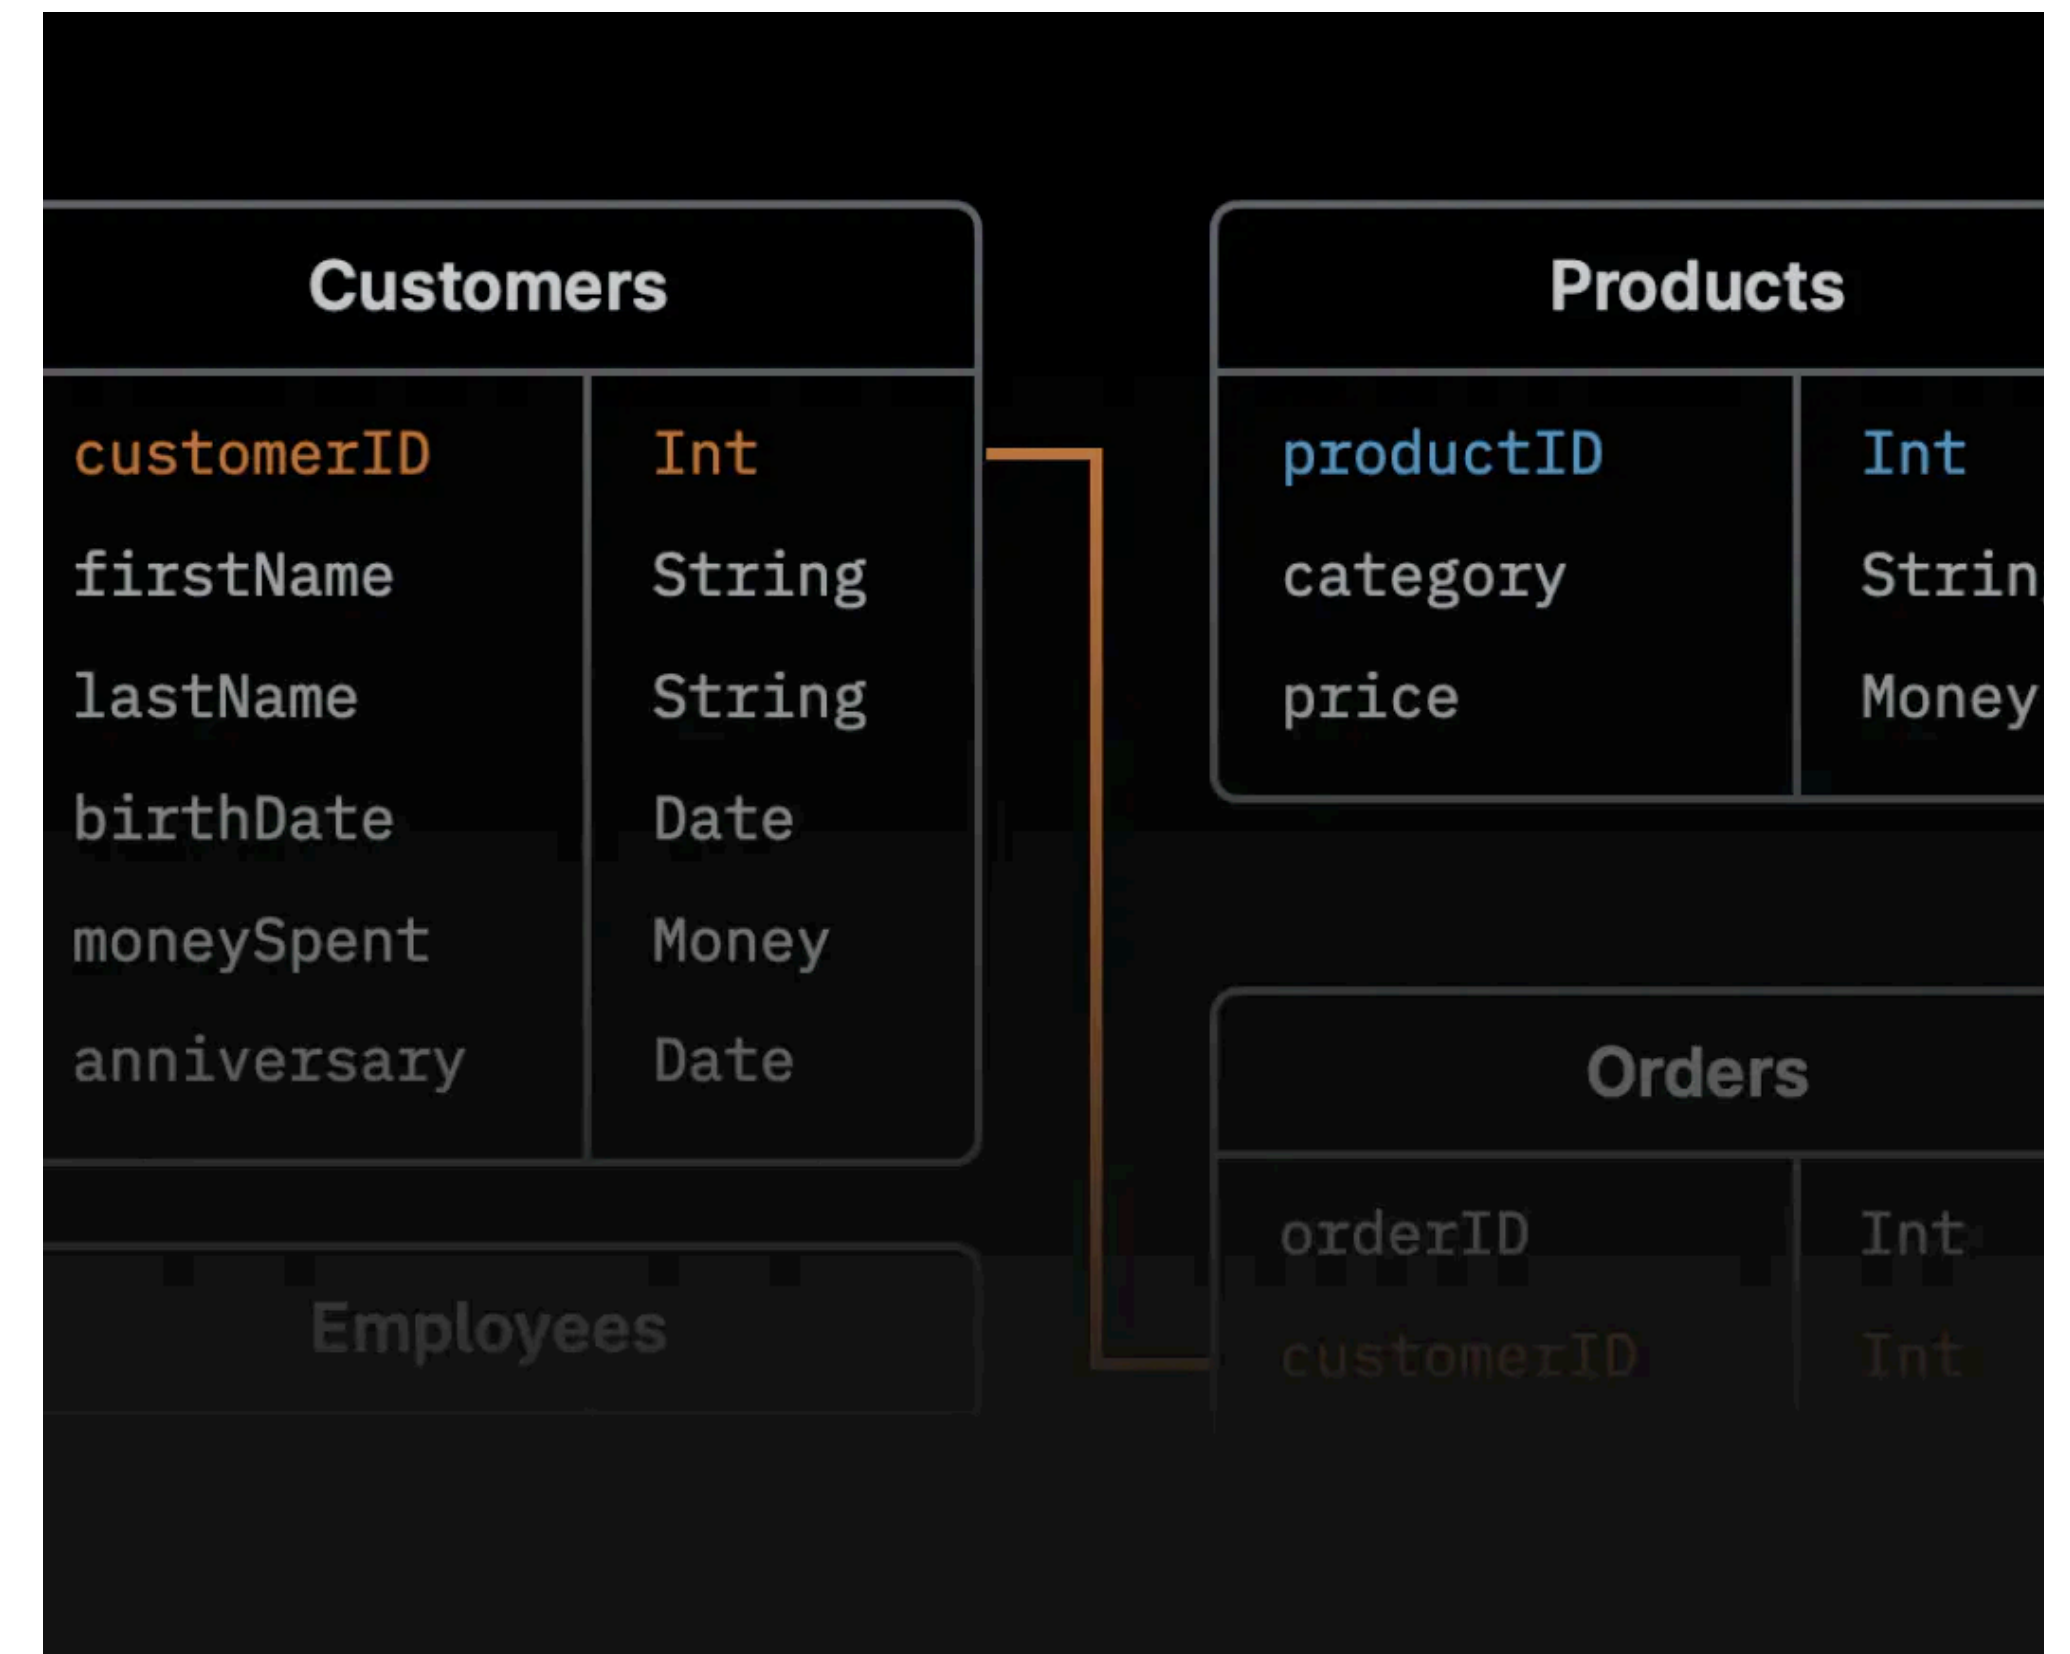 Customers
customerID Int
firstName String
lastName String
birthDate Date
moneySpent Money
anniversary Date
Employees
Products
productID Int
category Strin
price Money
Orders
orderID Int
customerID Int